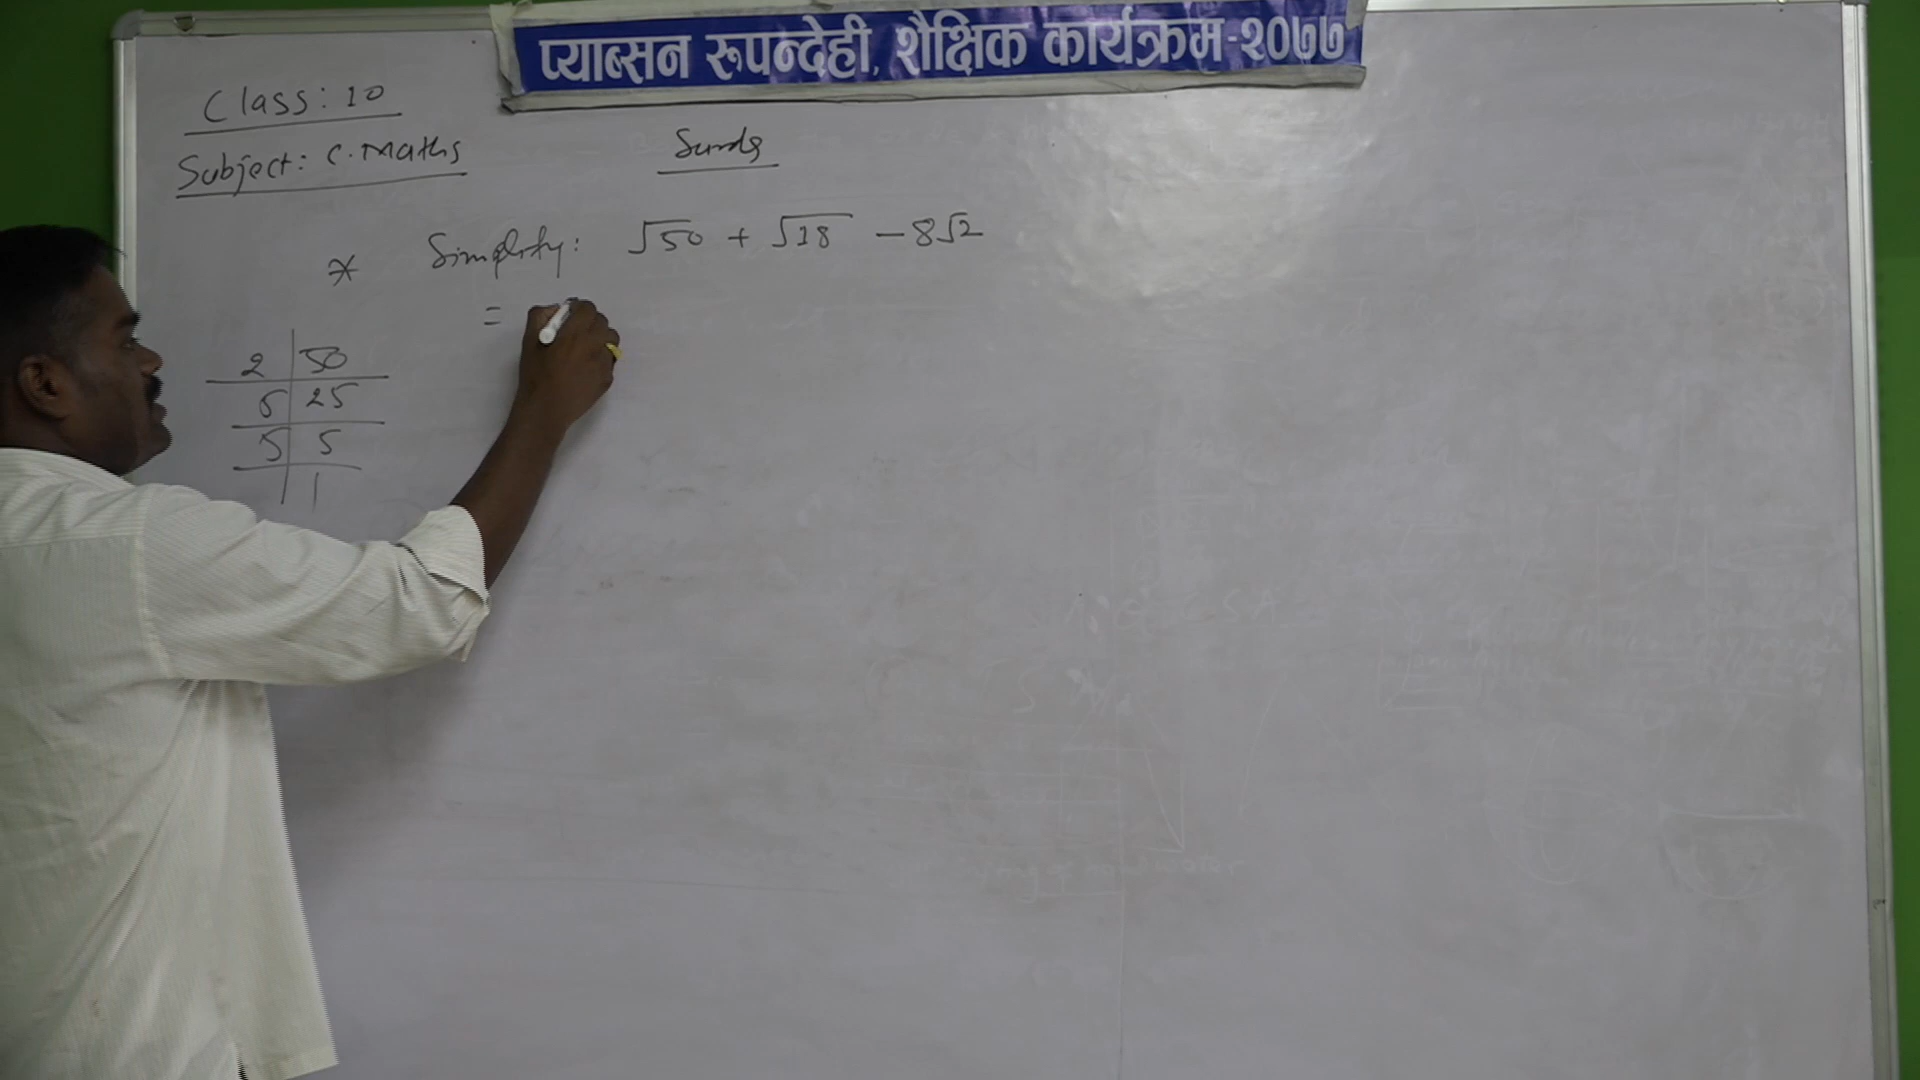 प्याब्सन रूपन्देही, शैक्षिक कार्यक्रम-२०७७
Class: 10
Subject: C. Maths
Surds
* Simplify: √50 + √18 - 8√2
=
2 | 50
5 | 25
5 | 5
| 1